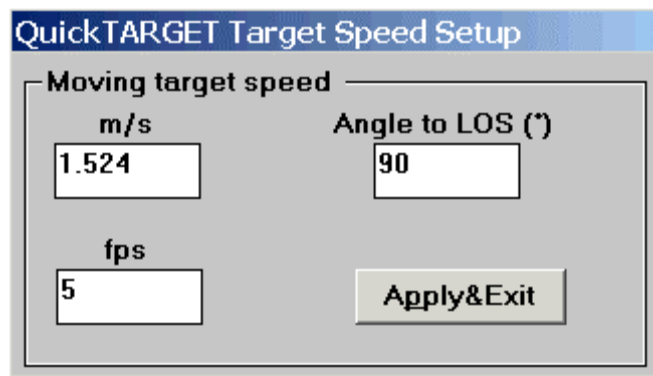 QuickTARGET Target Speed Setup
Moving target speed
m/s
Angle to LOS (*)
1.524
90
fps
5
Apply&Exit